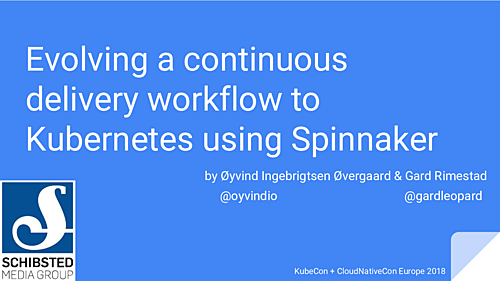 Evolving a continuous
delivery workflow to
Kubernetes using Spinnaker
by Øyvind Ingebrigtsen Øvergaard & Gard Rimestad
@oyvindio @gardleopard
S
SCHIBSTED
MEDIA GROUP
KubeCon + CloudNativeCon Europe 2018